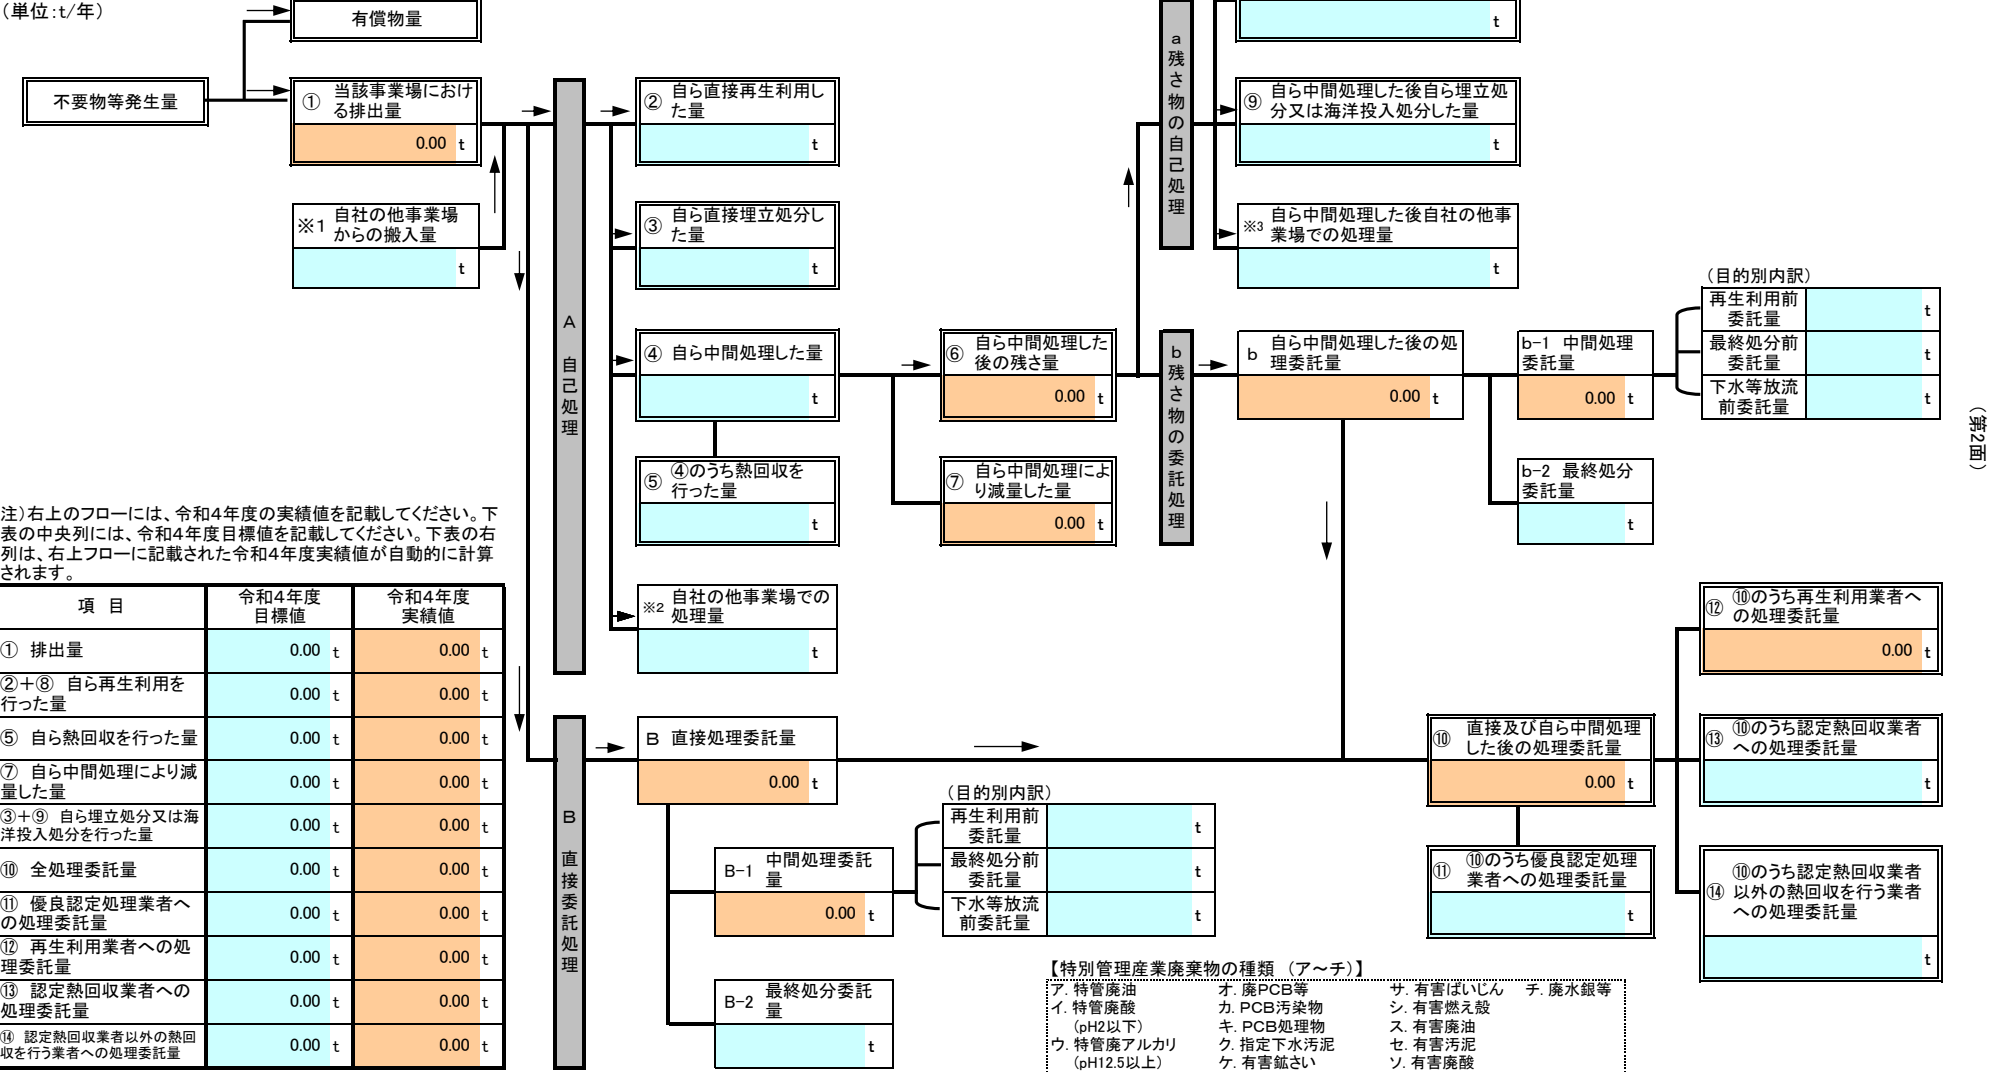 （単位:t/年）
有償物量
不要物等発生量
① 当該事業場におけ
る排出量
0.00 t
※1 自社の他事業場
からの搬入量
t
A 自己処理
② 自ら直接再生利用し
た量
t
③ 自ら直接埋立処分し
た量
t
④ 自ら中間処理した量
t
⑤ ④のうち熱回収を
行った量
t
※2 自社の他事業場での
処理量
t
⑥ 自ら中間処理した
後の残さ量
0.00 t
⑦ 自ら中間処理によ
り減量した量
0.00 t
a 残さ物の自己処理
t
⑨ 自ら中間処理した後自ら埋立処
分又は海洋投入処分した量
t
※3 自ら中間処理した後自社の他事
業場での処理量
t
b 残さ物の委託処理
b 自ら中間処理した後の処
理委託量
0.00 t
b-1 中間処理
委託量
0.00 t
b-2 最終処分
委託量
t
（目的別内訳）
再生利用前
委託量
t
最終処分前
委託量
t
下水等放流
前委託量
t
（第2面）
注）右上のフローには、令和4年度の実績値を記載してください。下
表の中央列には、令和4年度目標値を記載してください。下表の右
列は、右上フローに記載された令和4年度実績値が自動的に計算
されます。
項 目 令和4年度
目標値 令和4年度
実績値
① 排出量 0.00 t 0.00 t
②＋⑧ 自ら再生利用を
行った量 0.00 t 0.00 t
⑤ 自ら熱回収を行った量 0.00 t 0.00 t
⑦ 自ら中間処理により減
量した量 0.00 t 0.00 t
③＋⑨ 自ら埋立処分又は海
洋投入処分を行った量 0.00 t 0.00 t
⑩ 全処理委託量 0.00 t 0.00 t
⑪ 優良認定処理業者へ
の処理委託量 0.00 t 0.00 t
⑫ 再生利用業者への処
理委託量 0.00 t 0.00 t
⑬ 認定熱回収業者への
処理委託量 0.00 t 0.00 t
⑭ 認定熱回収業者以外の熱回
収を行う業者への処理委託量 0.00 t 0.00 t
B 直接委託処理
B 直接処理委託量
0.00 t
B-1 中間処理委託
量
0.00 t
B-2 最終処分委託
量
t
（目的別内訳）
再生利用前
委託量
t
最終処分前
委託量
t
下水等放流
前委託量
t
⑩ 直接及び自ら中間処理
した後の処理委託量
0.00 t
⑪ ⑩のうち優良認定処理
業者への処理委託量
t
⑫ ⑩のうち再生利用業者へ
の処理委託量
0.00 t
⑬ ⑩のうち認定熱回収業者
への処理委託量
t
⑭ ⑩のうち認定熱回収業者
以外の熱回収を行う業者
への処理委託量
t
【特別管理産業廃棄物の種類 （ア～チ）】
ア. 特管廃油 オ. 廃PCB等 サ. 有害ばいじん チ. 廃水銀等
イ. 特管廃酸 カ. PCB汚染物 シ. 有害燃え殻
（pH2以下） キ. PCB処理物 ス. 有害廃油
ウ. 特管廃アルカリ ク. 指定下水汚泥 セ. 有害汚泥
（pH12.5以上） ケ. 有害鉱さい ソ. 有害廃酸